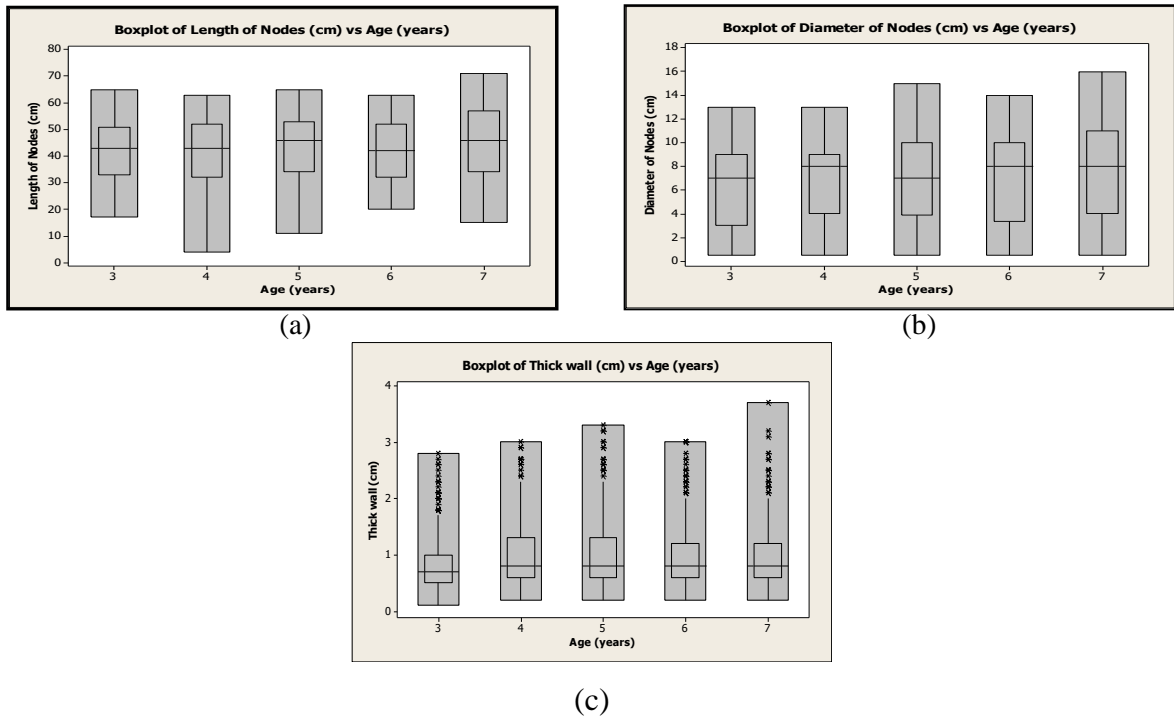 Boxplot of Length of Nodes (cm) vs Age (years)
80
70
60
50
40
30
20
10
0
Length of Nodes (cm)
3 4 5 6 7
Age (years)
(a)
Boxplot of Diameter of Nodes (cm) vs Age (years)
18
16
14
12
10
8
6
4
2
0
Diameter of Nodes (cm)
3 4 5 6 7
Age (years)
(b)
Boxplot of Thick wall (cm) vs Age (years)
4
3
2
1
0
Thick wall (cm)
3 4 5 6 7
Age (years)
(c)